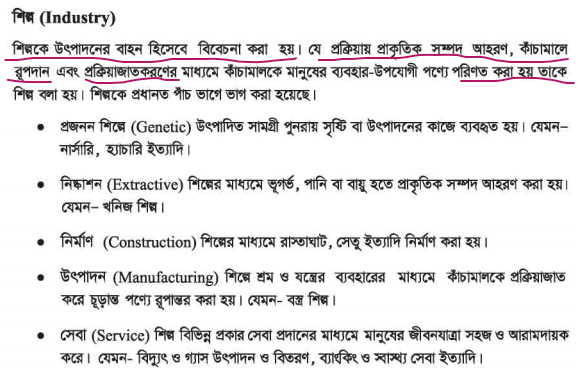 শিল্প (Industry)
শিল্পকে উৎপাদনের বাহন হিসেবে বিবেচনা করা হয়। যে প্রক্রিয়ায় প্রাকৃতিক সম্পদ আহরণ, কাঁচামালে
রূপদান এবং প্রক্রিয়াজাতকরণের মাধ্যমে কাঁচামালকে মানুষের ব্যবহার-উপযোগী পণ্যে পরিণত করা হয় তাকে
শিল্প বলা হয়। শিল্পকে প্রধানত পাঁচ ভাগে ভাগ করা হয়েছে।
• প্রজনন শিল্পে (Genetic) উৎপাদিত সামগ্রী পুনরায় সৃষ্টি বা উৎপাদনের কাজে ব্যবহৃত হয়। যেমন–
নার্সারি, হ্যাচারি ইত্যাদি।
• নিষ্কাশন (Extractive) শিল্পের মাধ্যমে ভূগর্ভ, পানি বা বায়ু হতে প্রাকৃতিক সম্পদ আহরণ করা হয়।
যেমন– খনিজ শিল্প।
• নির্মাণ (Construction) শিল্পের মাধ্যমে রাস্তাঘাট, সেতু ইত্যাদি নির্মাণ করা হয়।
• উৎপাদন (Manufacturing) শিল্পে শ্রম ও যন্ত্রের ব্যবহারের মাধ্যমে কাঁচামালকে প্রক্রিয়াজাত
করে চূড়ান্ত পণ্যে রূপান্তর করা হয়। যেমন- বস্ত্র শিল্প।
• সেবা (Service) শিল্প বিভিন্ন প্রকার সেবা প্রদানের মাধ্যমে মানুষের জীবনযাত্রা সহজ ও আরামদায়ক
করে। যেমন- বিদ্যুৎ ও গ্যাস উৎপাদন ও বিতরণ, ব্যাংকিং ও স্বাস্থ্য সেবা ইত্যাদি।